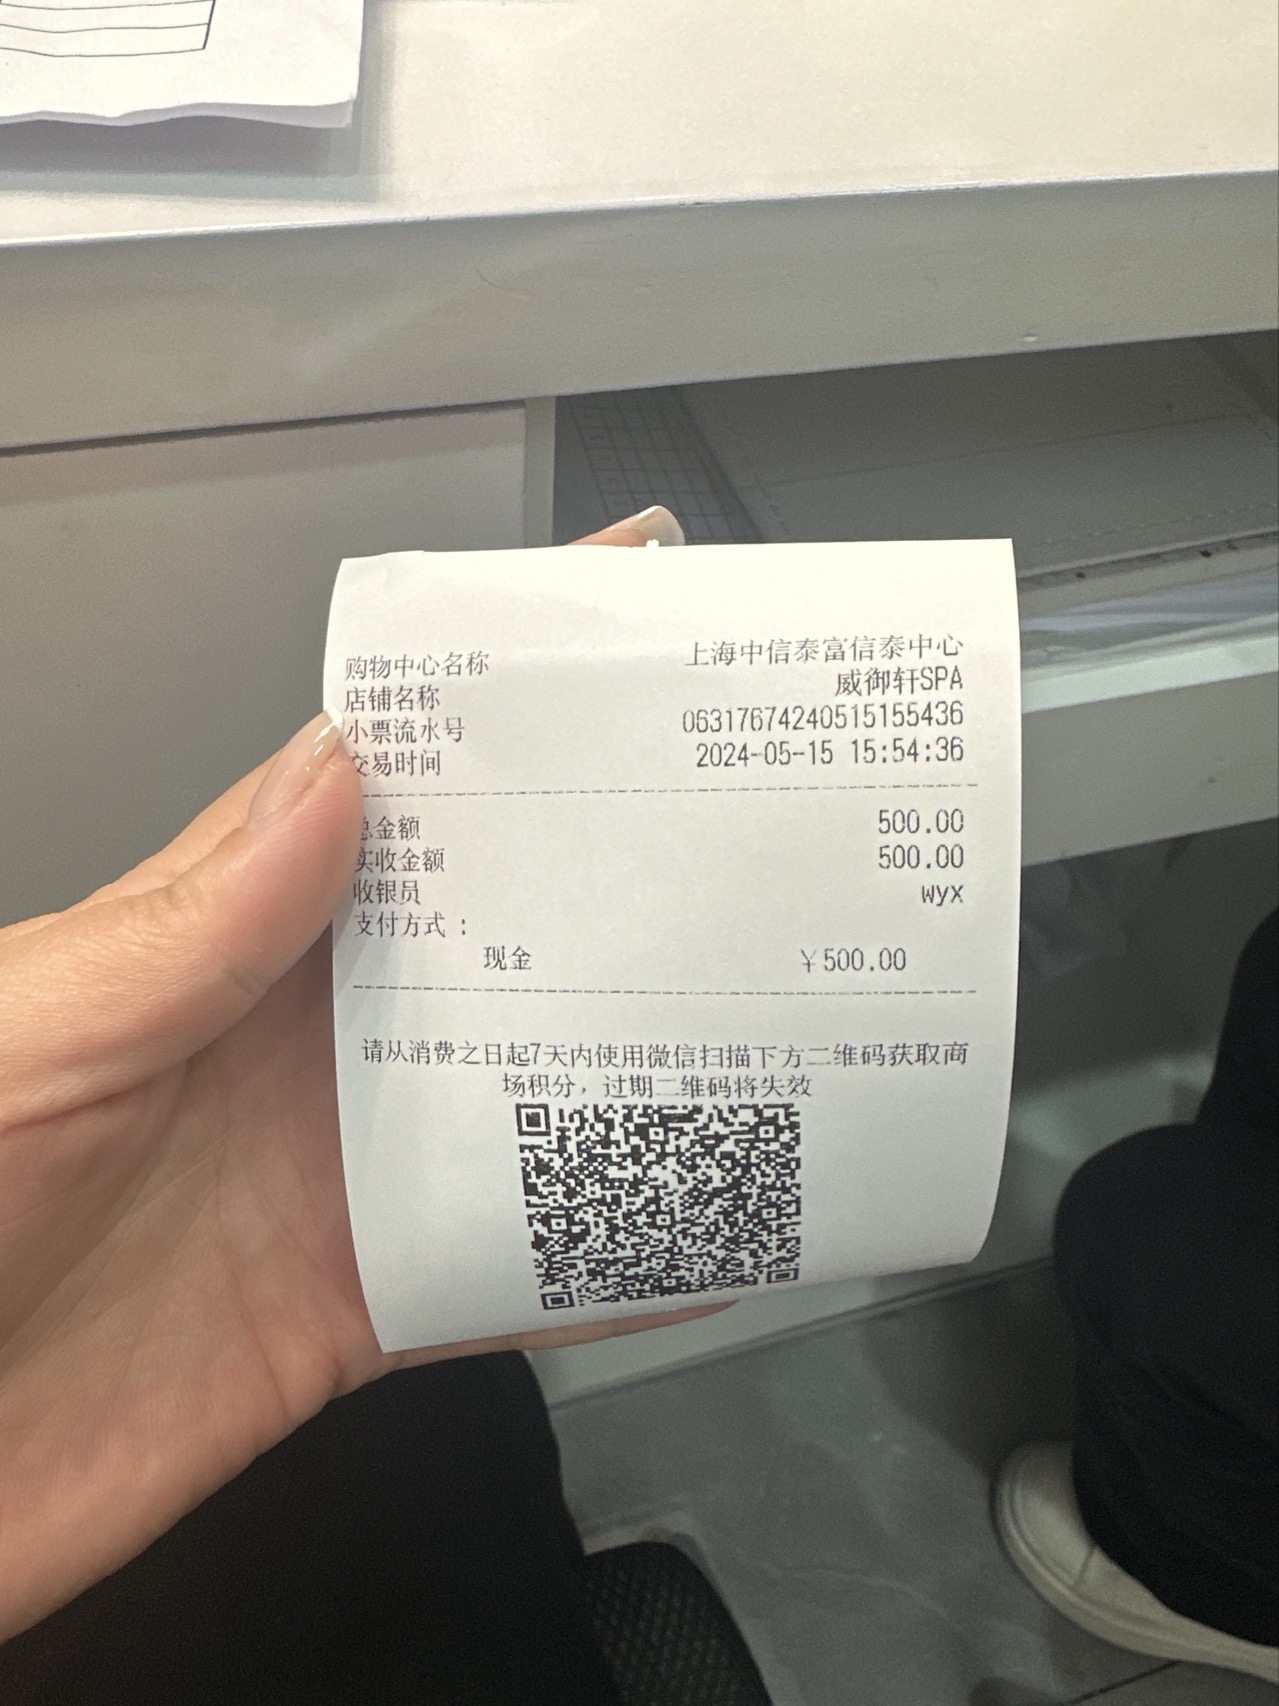 购物中心名称 上海中信泰富信泰中心
店铺名称 威御轩SPA
小票流水号 06317674240515155436
交易时间 2024-05-15 15:54:36
总金额 500.00
实收金额 500.00
收银员 wyx
支付方式：
现金 ￥500.00
请从消费之日起7天内使用微信扫描下方二维码获取商
场积分，过期二维码将失效